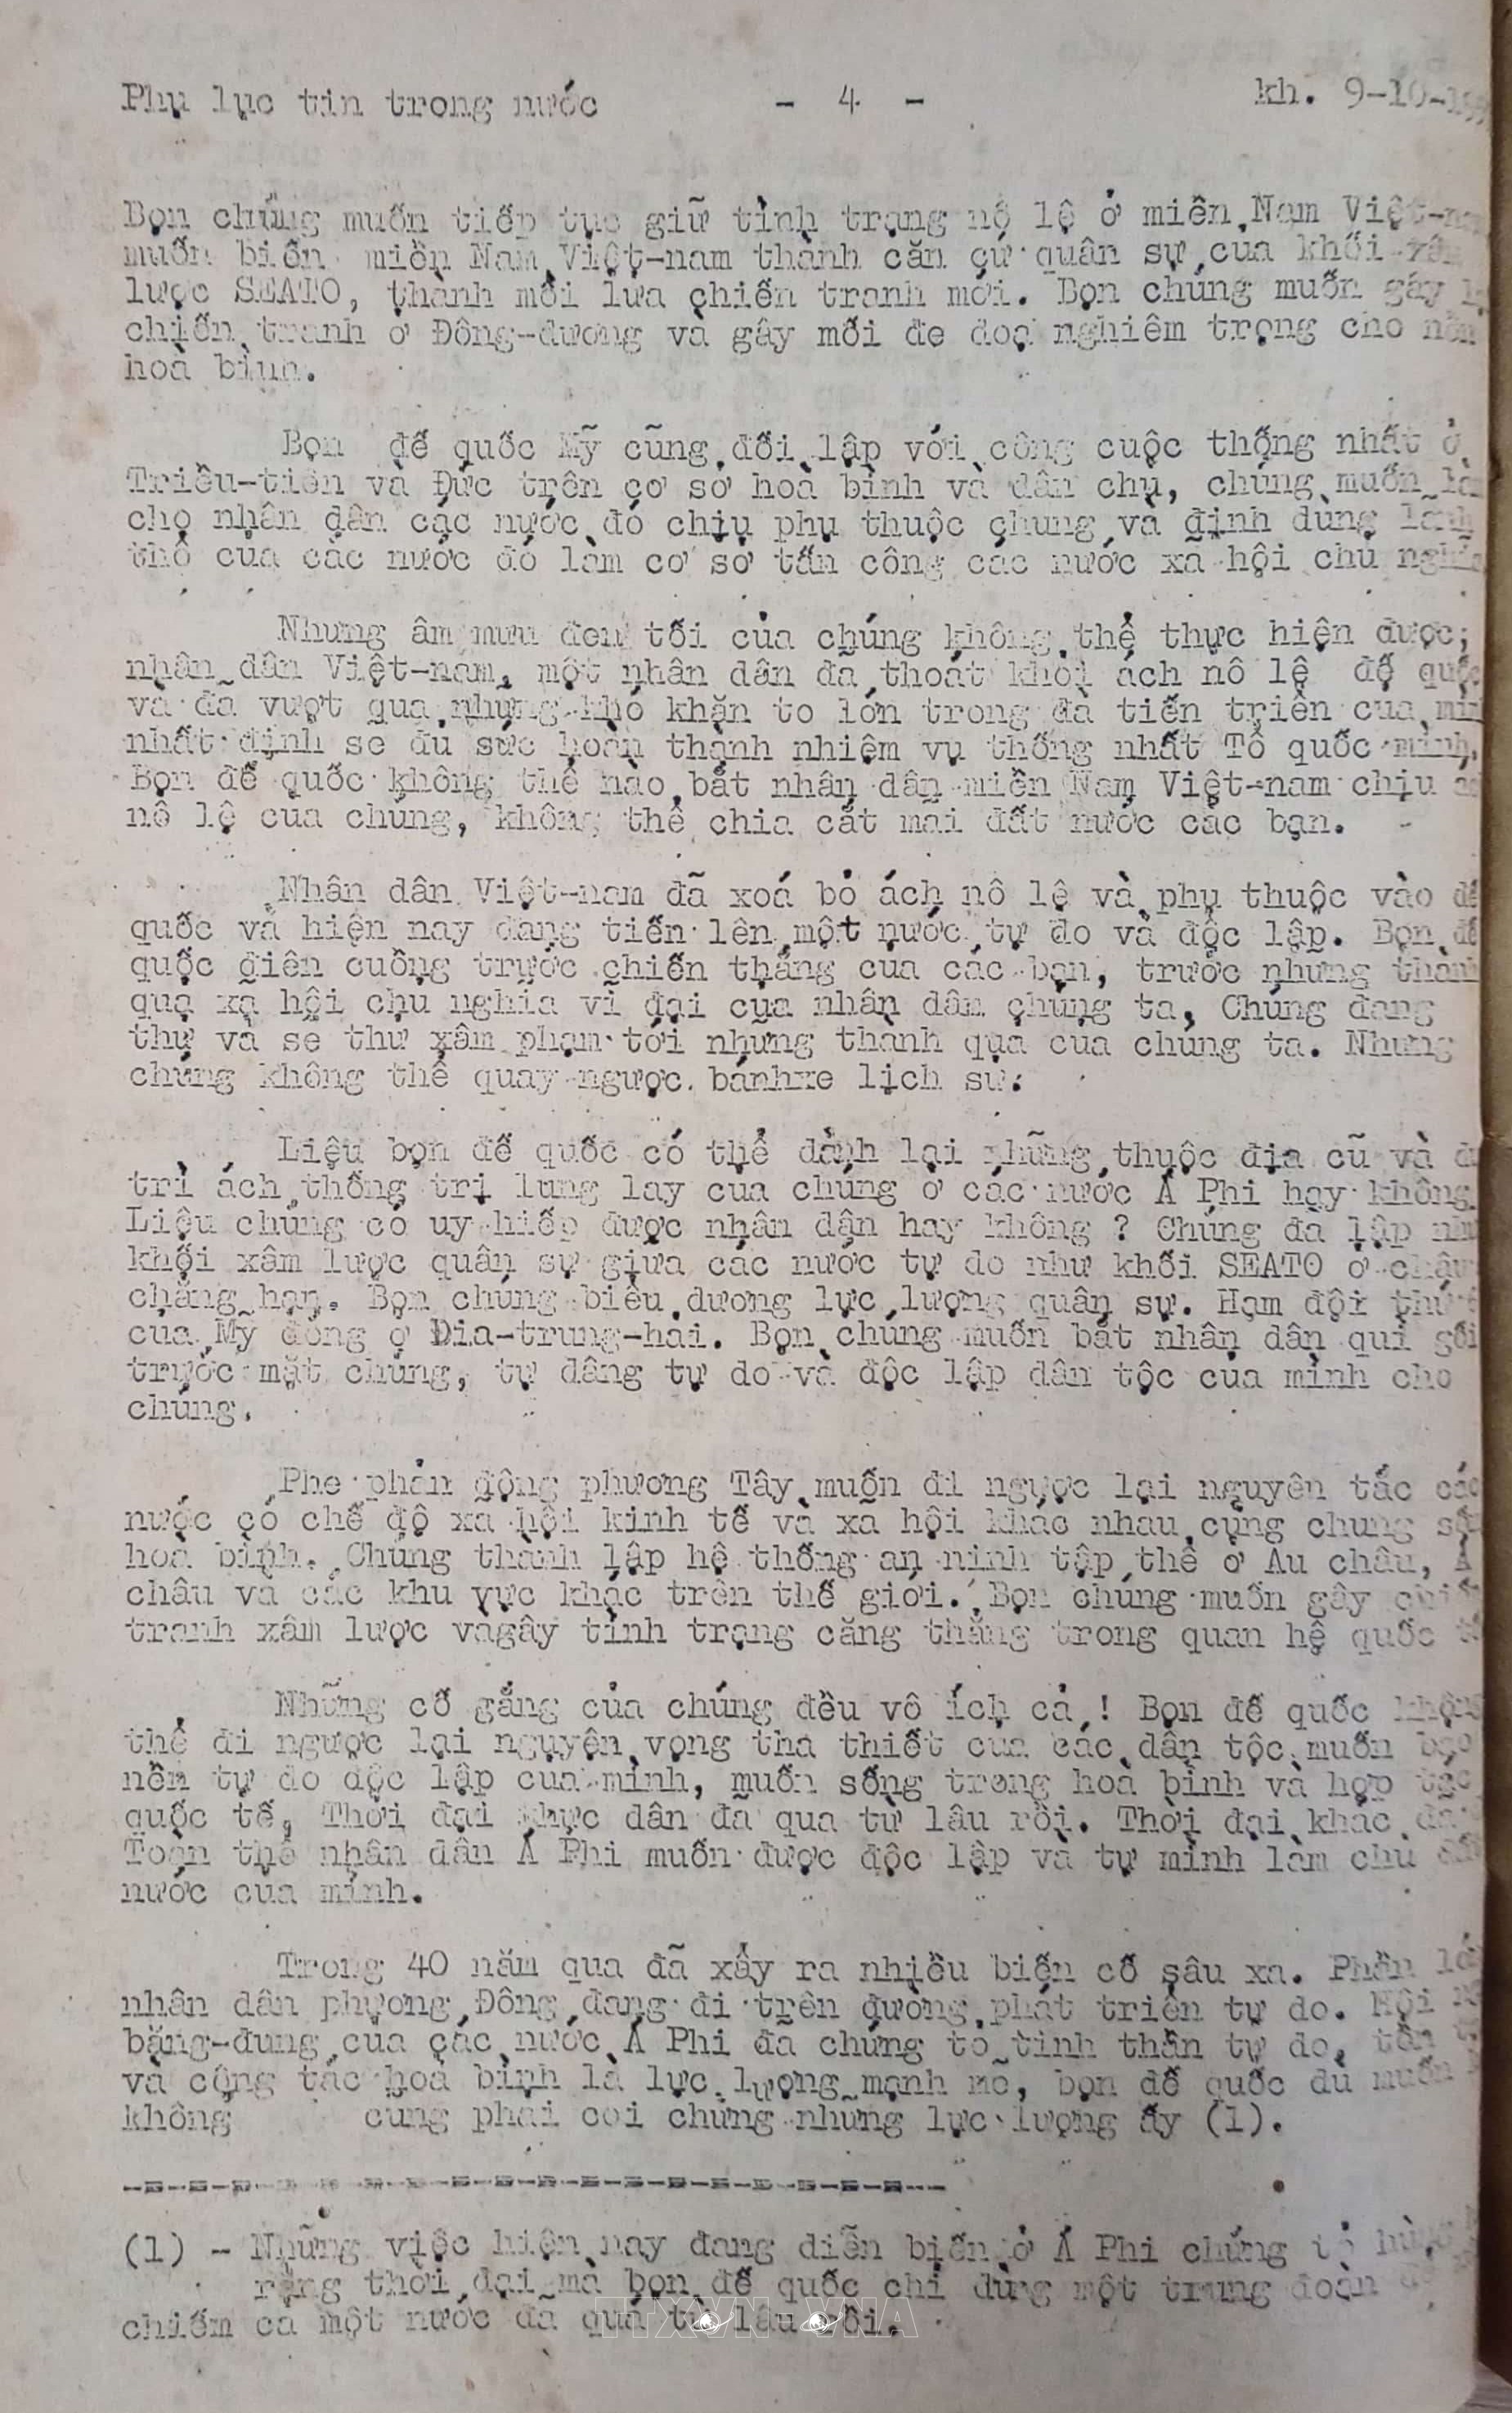 Phụ lục tin trong nước - 4 - kh. 9-10-19
Bọn chúng muốn tiếp tục giữ tình trạng nô lệ ở miền Nam Việt-
muốn biến miền Nam Việt-nam thành căn cứ quân sự của khối
lược SEATO, thành mồi lửa chiến tranh mới. Bọn chúng muốn gây
chiến tranh ở Đông-dương và gây mối đe doạ nghiêm trọng cho nền
hoà bình.
Bọn đế quốc Mỹ cũng đối lập với công cuộc thống nhất ở
Triều-tiên và Đức trên cơ sở hoà bình và dân chủ, chúng muốn
cho nhân dân các nước đó chịu phụ thuộc chúng và định dùng lãnh
thổ của các nước đó làm cơ sở tấn công các nước xã hội chủ nghĩa
Nhưng âm mưu đen tối của chúng không thể thực hiện được;
nhân dân Việt-nam, một nhân dân đã thoát khỏi ách nô lệ đế quốc
và đã vượt qua những khó khăn to lớn trong đà tiến triển của
nhất định sẽ đủ sức hoàn thành nhiệm vụ thống nhất Tổ quốc mình.
Bọn đế quốc không thể nào bắt nhân dân miền Nam Việt-nam chịu
nô lệ của chúng, không thể chia cắt mãi đất nước các bạn.
Nhân dân Việt-nam đã xoá bỏ ách nô lệ và phụ thuộc vào đế
quốc và hiện nay đang tiến lên một nước tự do và độc lập. Bọn đế
quốc điên cuồng trước chiến thắng của các bạn, trước những thành
quả xã hội chủ nghĩa vĩ đại của nhân dân chúng ta, Chúng đang
thử và sẽ thử xâm phạm tới những thành quả của chúng ta. Nhưng
chúng không thể quay ngược bánhxe lịch sử.
Liệu bọn đế quốc có thể dành lại những thuộc địa cũ và
trì ách thống trị lung lay của chúng ở các nước Á Phi hay không
Liệu chúng có uy hiếp được nhân dân hay không ? Chúng đã lập
khối xâm lược quân sự giữa các nước tự do như khối SEATO ở châu
chẳng hạn. Bọn chúng biểu dương lực lượng quân sự. Hạm đội
của Mỹ đóng ở Địa-trung-hải. Bọn chúng muốn bắt nhân dân quì gối
trước mặt chúng, tự dâng tự do và độc lập dân tộc của mình cho
chúng.
Phe phản động phương Tây muốn đi ngược lại nguyên tắc các
nước có chế độ xã hội kinh tế và xã hội khác nhau cùng chung
hoà bình. Chúng thành lập hệ thống an ninh tập thể ở Âu châu, Á
châu và các khu vực khác trên thế giới. Bọn chúng muốn gây chiến
tranh xâm lược vàgây tình trạng căng thẳng trong quan hệ quốc
Những cố gắng của chúng đều vô ích cả ! Bọn đế quốc không
thể đi ngược lại nguyện vọng tha thiết của các dân tộc muốn
nền tự do độc lập của mình, muốn sống trong hoà bình và hợp tác
quốc tế, Thời đại thực dân đã qua từ lâu rồi. Thời đại khác
Toàn thể nhân dân Á Phi muốn được độc lập và tự mình làm chủ đất
nước của mình.
Trong 40 năm qua đã xảy ra nhiều biến cố sâu xa. Phần lớn
nhân dân phương Đông đang đi trên đường phát triển tự do. Hội
băng-đung của các nước Á Phi đã chứng tỏ tinh thần tự do,
và cộng tác hoà bình là lực lượng mạnh mẽ, bọn đế quốc dù muốn
không cũng phải coi chừng những lực lượng ấy (1).
(1) - Những việc hiện nay đang diễn biến ở Á Phi chứng tỏ
rằng thời đại mà bọn đế quốc chỉ dùng một trung đoàn
chiếm cả một nước đã quá từ lâu rồi.
TTXVN VNA